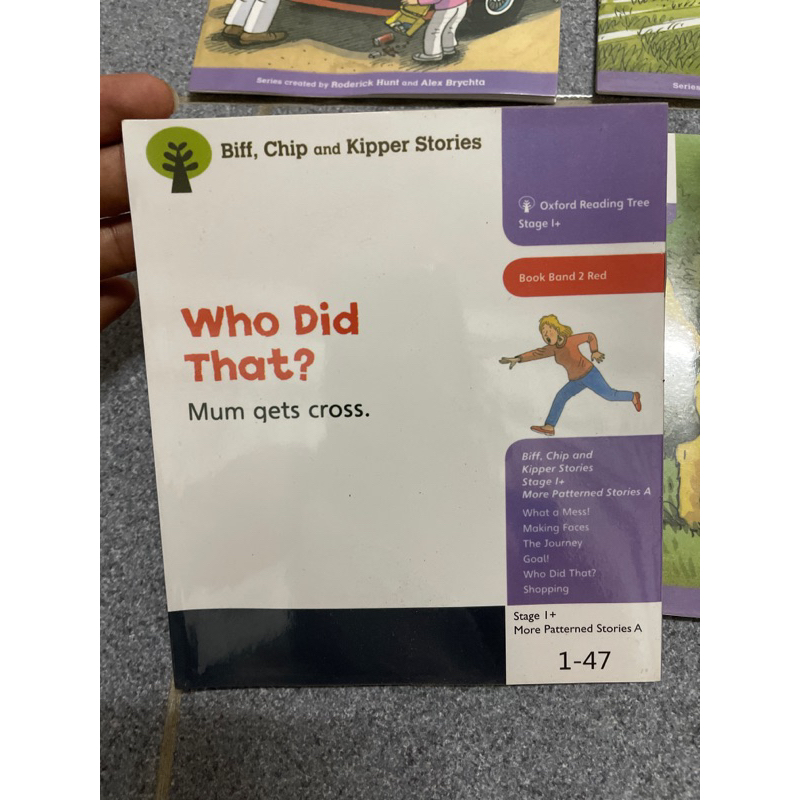 Series created by Roderick Hunt and Alex Brychta
Series
Biff, Chip and Kipper Stories
Oxford Reading Tree
Stage 1+
Book Band 2 Red
Who Did
That?
Mum gets cross.
Biff, Chip and
Kipper Stories
Stage 1+
More Patterned Stories A
What a Mess!
Making Faces
The Journey
Goal!
Who Did That?
Shopping
Stage 1+
More Patterned Stories A
1-47